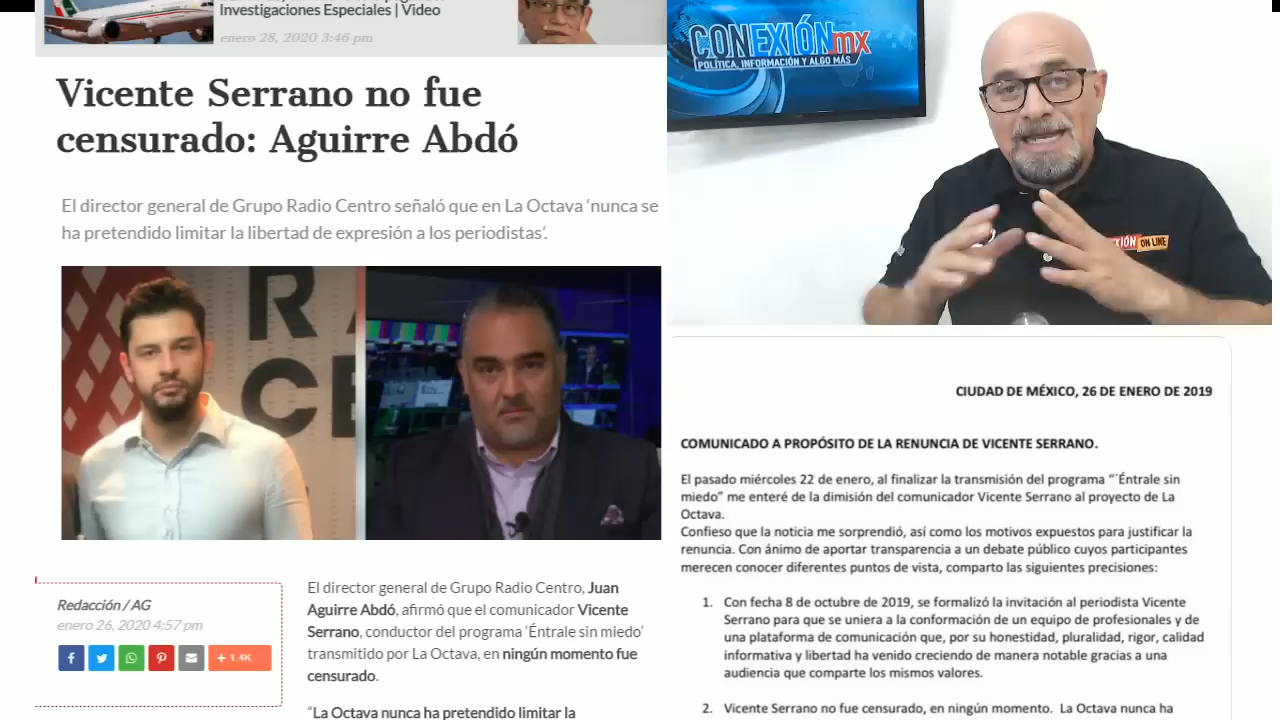 Investigaciones Especiales | Video
enero 28, 2020 3:46 pm
Vicente Serrano no fue
censurado: Aguirre Abdó
El director general de Grupo Radio Centro señaló que en La Octava ‘nunca se
ha pretendido limitar la libertad de expresión a los periodistas’.
R
CE
Redacción / AG
enero 26, 2020 4:57 pm
+ 1.4K
El director general de Grupo Radio Centro, Juan
Aguirre Abdó, afirmó que el comunicador Vicente
Serrano, conductor del programa ‘Éntrale sin miedo’
transmitido por La Octava, en ningún momento fue
censurado.
“La Octava nunca ha pretendido limitar la
CONEXIÓN MX
POLÍTICA, INFORMACIÓN Y ALGO MÁS
XIÓN ON LINE
CIUDAD DE MÉXICO, 26 DE ENERO DE 2019
COMUNICADO A PROPÓSITO DE LA RENUNCIA DE VICENTE SERRANO.
El pasado miércoles 22 de enero, al finalizar la transmisión del programa “´Éntrale sin
miedo” me enteré de la dimisión del comunicador Vicente Serrano al proyecto de La
Octava.
Confieso que la noticia me sorprendió, así como los motivos expuestos para justificar la
renuncia. Con ánimo de aportar transparencia a un debate público cuyos participantes
merecen conocer diferentes puntos de vista, comparto las siguientes precisiones:
1. Con fecha 8 de octubre de 2019, se formalizó la invitación al periodista Vicente
Serrano para que se uniera a la conformación de un equipo de profesionales y de
una plataforma de comunicación que, por su honestidad, pluralidad, rigor, calidad
informativa y libertad ha venido creciendo de manera notable gracias a una
audiencia que comparte los mismos valores.
2. Vicente Serrano no fue censurado, en ningún momento. La Octava nunca ha